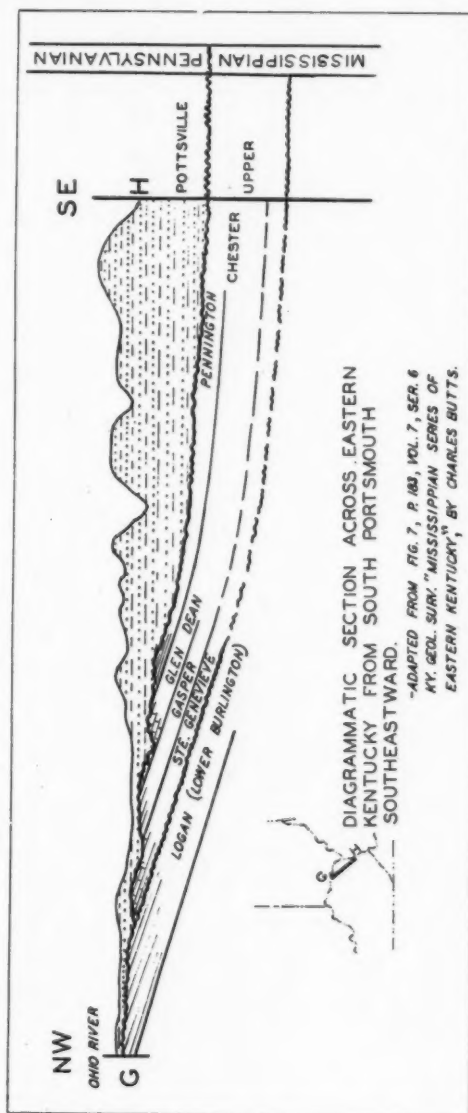 NW
SE
OHIO RIVER
G
H
PENNSYLVANIAN
MISSISSIPPIAN
POTTSVILLE
UPPER
CHESTER
PENNINGTON
GLEN DEAN
GASPER
STE. GENEVIEVE
LOGAN (LOWER BURLINGTON)
G
H
DIAGRAMMATIC SECTION ACROSS EASTERN
KENTUCKY FROM SOUTH PORTSMOUTH
SOUTHEASTWARD.
-ADAPTED FROM FIG. 7, P. 183, VOL. 7, SER. 6
KY. GEOL. SURV. "MISSISSIPPIAN SERIES OF
EASTERN KENTUCKY", BY CHARLES BUTTS.